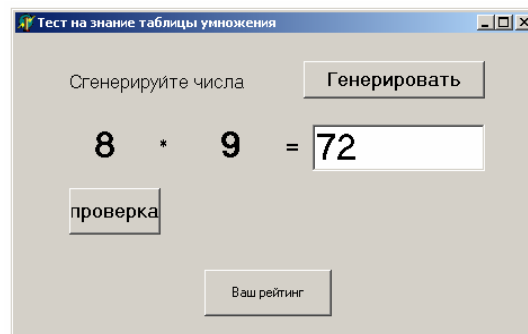 Тест на знание таблицы умножения
Сгенерируйте числа Генерировать
8 * 9 = 72
проверка
Ваш рейтинг